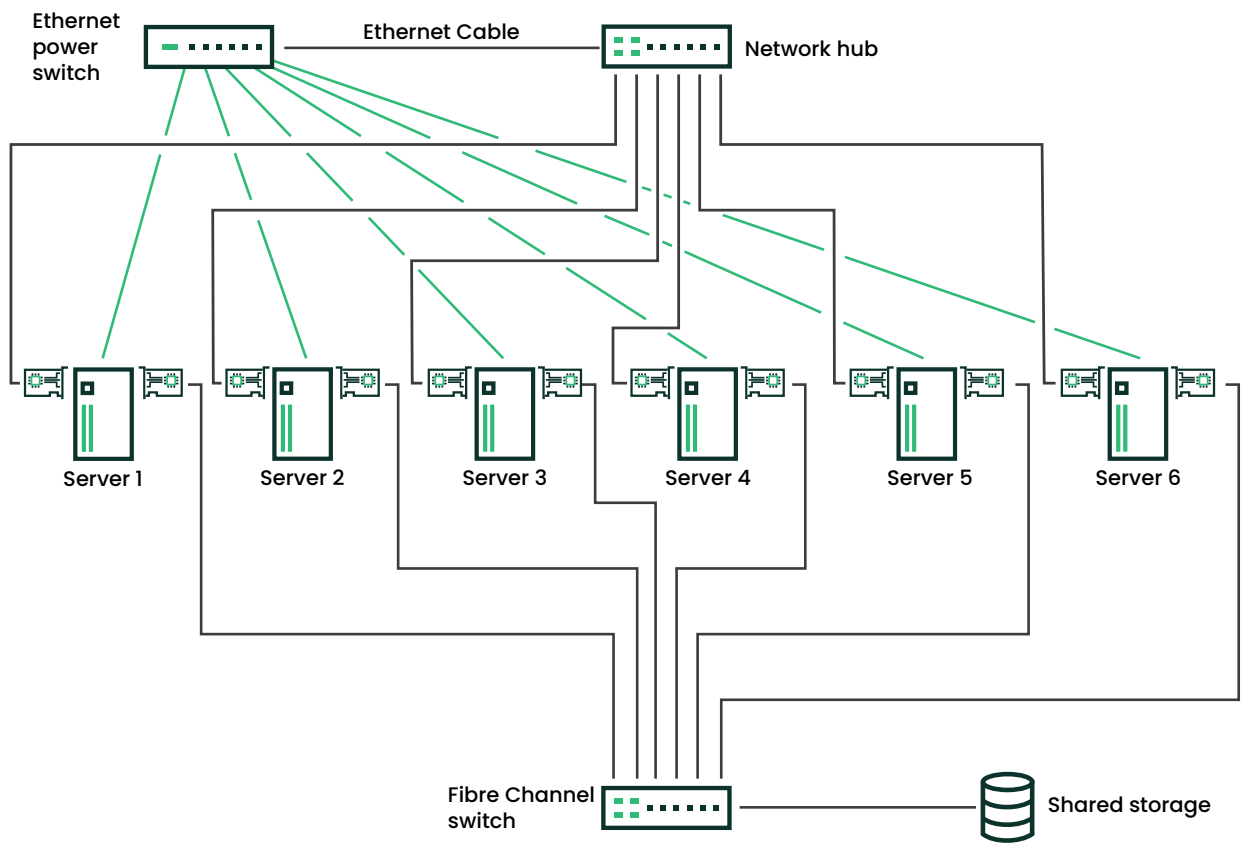 Ethernet
power
switch
Ethernet Cable
Network hub
Server 1
Server 2
Server 3
Server 4
Server 5
Server 6
Fibre Channel
switch
Shared storage